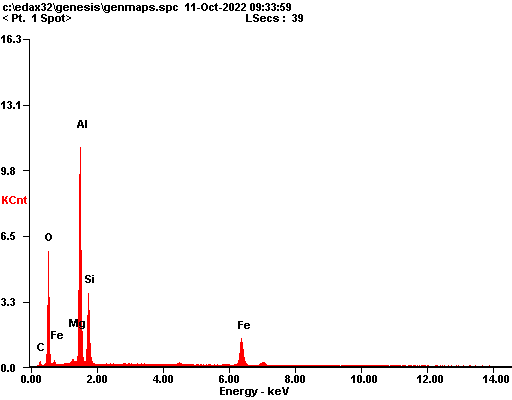 c:\edax32\genesis\genmaps.spc 11-Oct-2022 09:33:59
< Pt. 1 Spot>
LSecs : 39
16.3
13.1
Al
9.8
KCnt
6.5
O
Si
3.3
Mg
Fe
Fe
C
0.0
0.00 2.00 4.00 6.00 8.00 10.00 12.00 14.00
Energy - keV